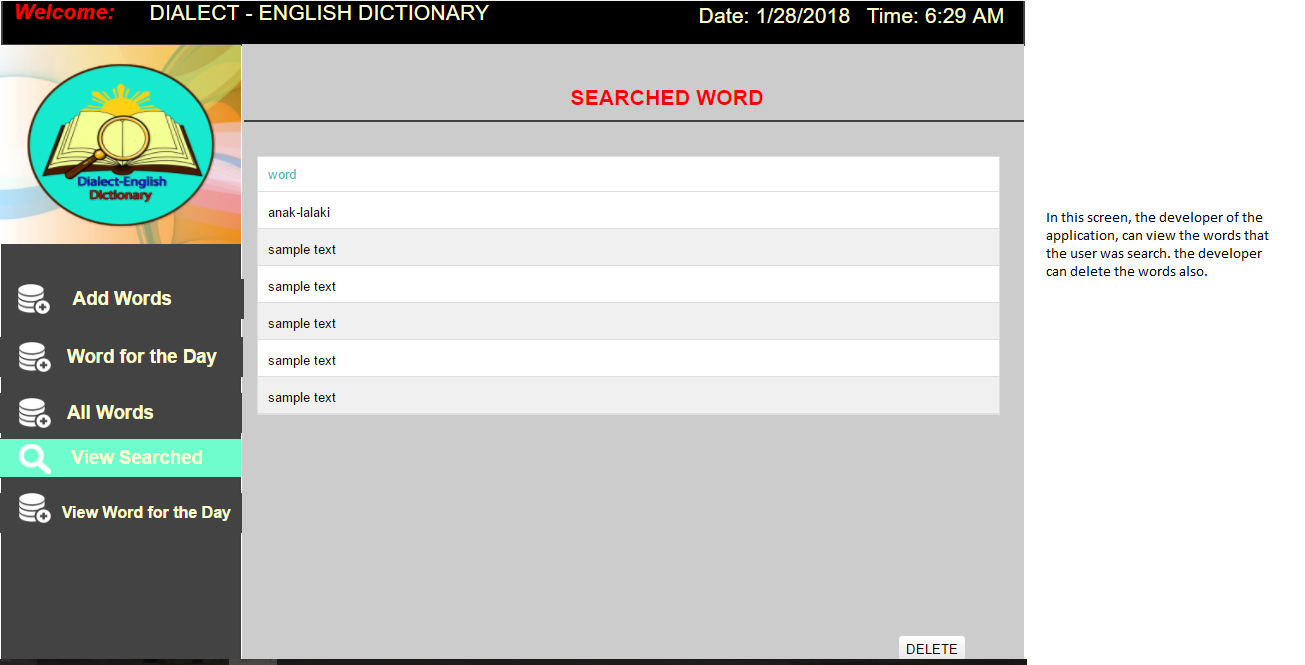 Welcome: DIALECT - ENGLISH DICTIONARY Date: 1/28/2018 Time: 6:29 AM
Dialect-English
Dictionary
Add Words
Word for the Day
All Words
View Searched
View Word for the Day
SEARCHED WORD
word
anak-lalaki
sample text
sample text
sample text
sample text
sample text
DELETE
In this screen, the developer of the
application, can view the words that
the user was search. the developer
can delete the words also.